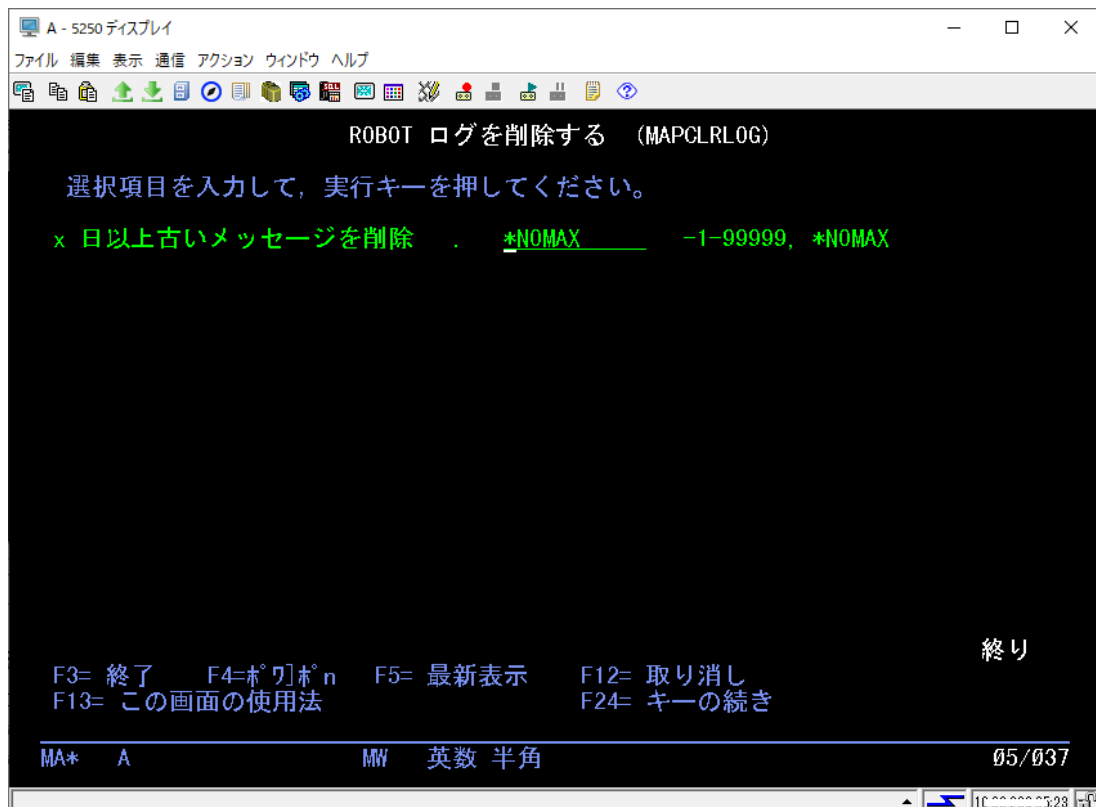 A - 5250 ディスプレイ
ファイル 編集 表示 通信 アクション ウィンドウ ヘルプ
ROBOT ログを削除する (MAPCLRLOG)
選択項目を入力して, 実行キーを押してください。
x 日以上古いメッセージを削除 . *NOMAX -1-99999, *NOMAX
終り
F3= 終了 F4=ﾎﾟﾜ]ﾎﾟn F5= 最新表示 F12= 取り消し
F13= この画面の使用法 F24= キーの続き
MA* A MW 英数 半角 05/037